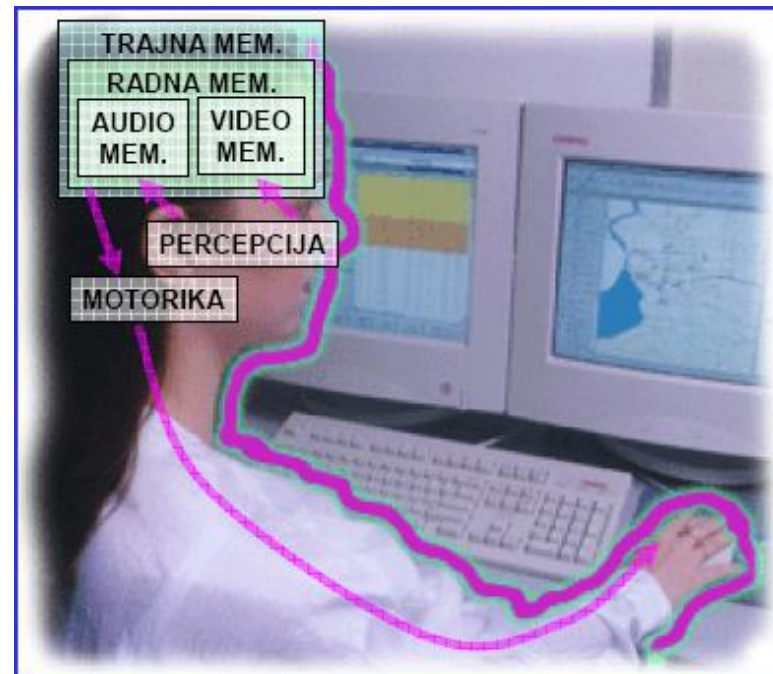 TRAJNA MEM.
RADNA MEM.
AUDIO
MEM.
VIDEO
MEM.
PERCEPCIJA
MOTORIKA